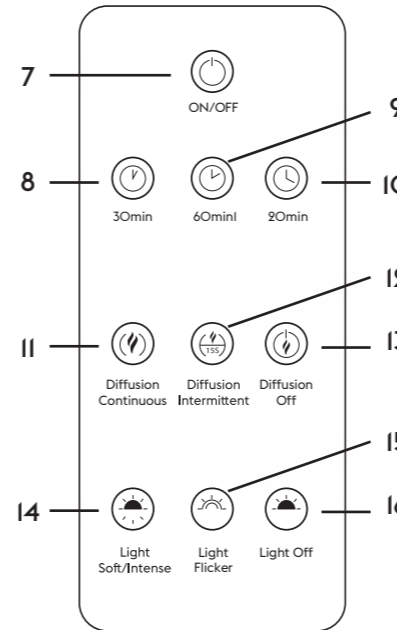 7
ON/OFF
9
8
10
30min
60minl
20min
12
11
13
15S
Diffusion
Continuous
Diffusion
Intermittent
Diffusion
Off
15
14
16
Light
Soft/Intense
Light
Flicker
Light Off